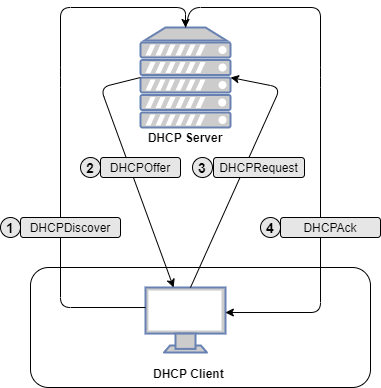 DHCP Server
2 DHCPOffer
3 DHCPRequest
1 DHCPDiscover
4 DHCPAck
DHCP Client